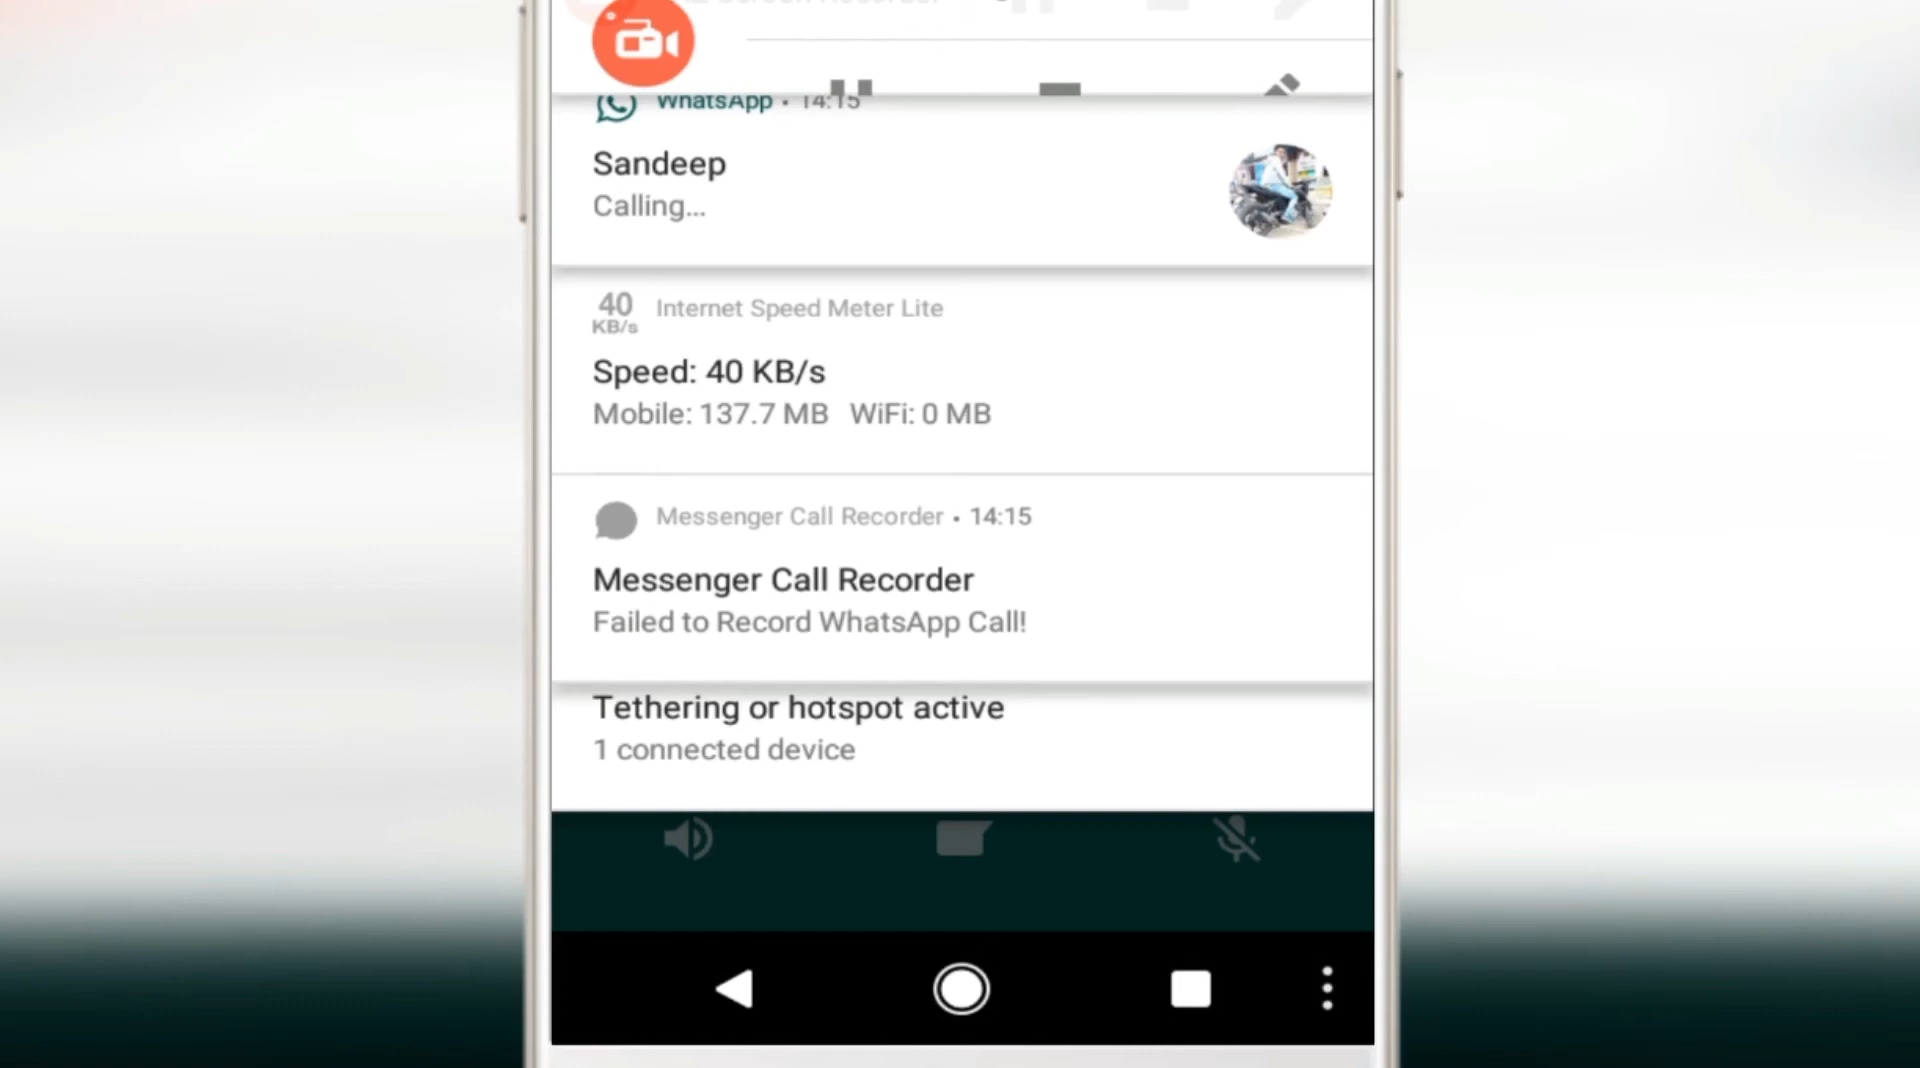 Screen Recorder
WhatsApp • 14:15
Sandeep
Calling...
40
KB/s
Internet Speed Meter Lite
Speed: 40 KB/s
Mobile: 137.7 MB WiFi: 0 MB
Messenger Call Recorder • 14:15
Messenger Call Recorder
Failed to Record WhatsApp Call!
Tethering or hotspot active
1 connected device